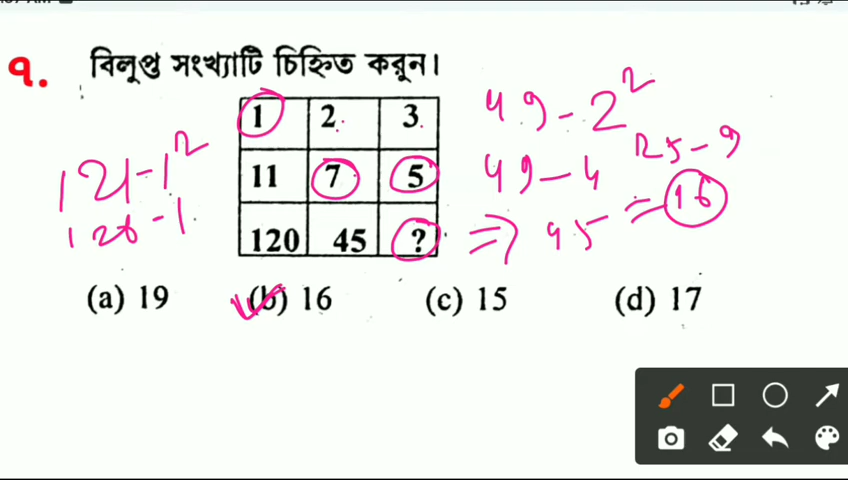 ৭. বিলুপ্ত সংখ্যাটি চিহ্নিত করুন।
1 2 3
11 7 5
120 45 ?
(a) 19 (b) 16 (c) 15 (d) 17
121-1²
120-1
49-2²
49-4
⇒ 45
25-9
=16